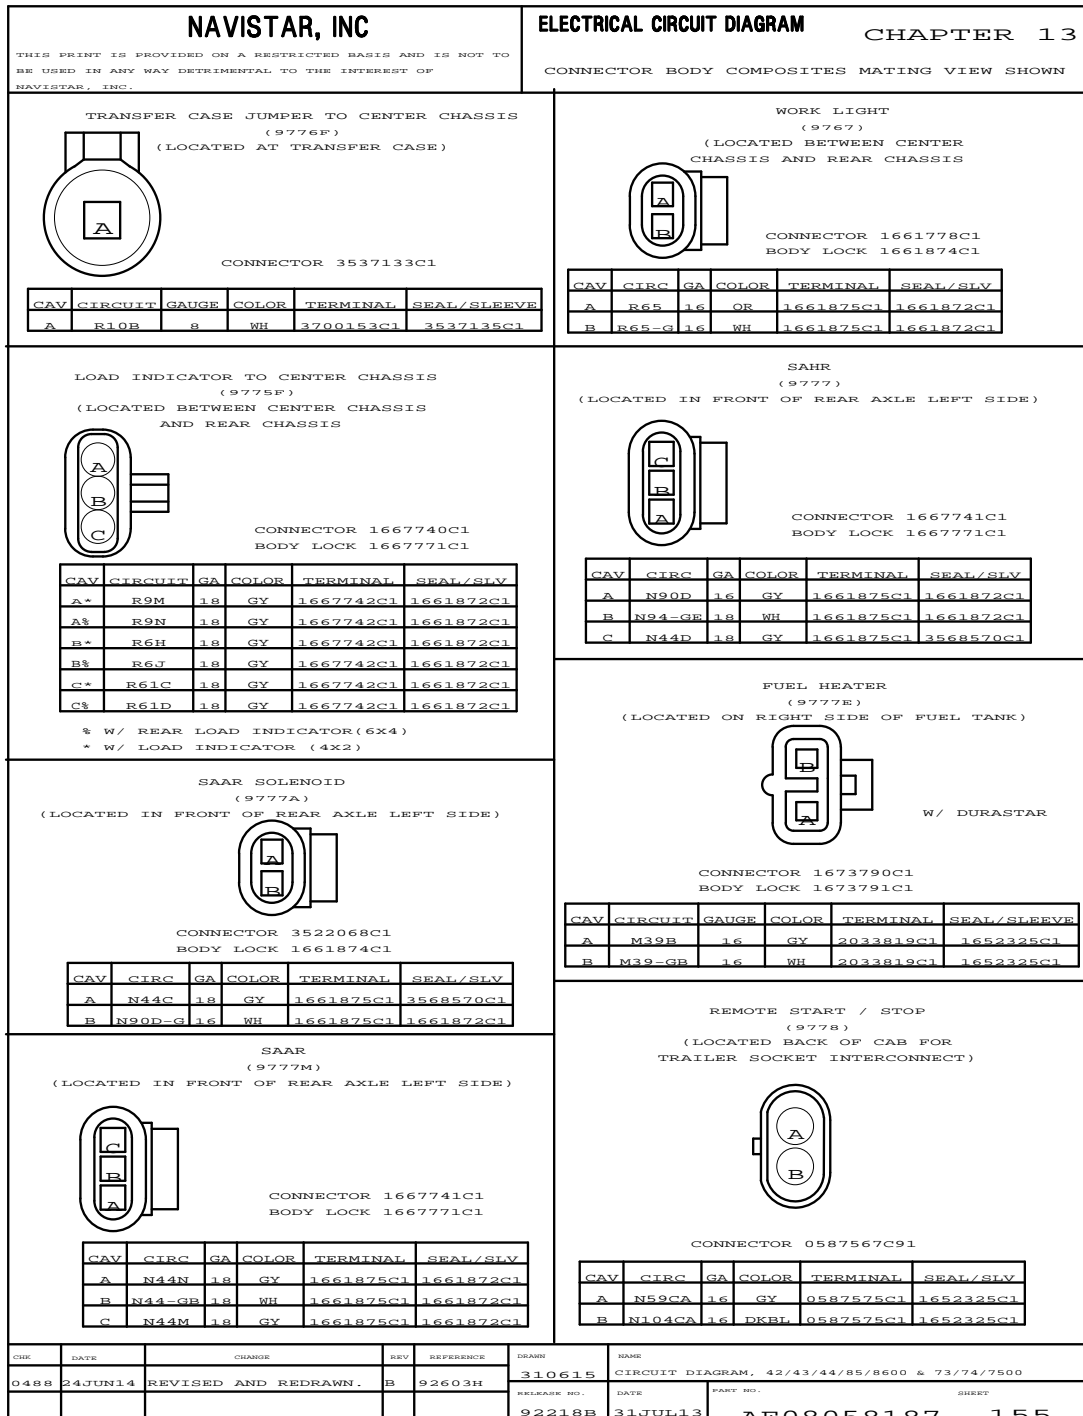 NAVISTAR, INC
THIS PRINT IS PROVIDED ON A RESTRICTED BASIS AND IS NOT TO
BE USED IN ANY WAY DETRIMENTAL TO THE INTEREST OF
NAVISTAR, INC.
ELECTRICAL CIRCUIT DIAGRAM CHAPTER 13
CONNECTOR BODY COMPOSITES MATING VIEW SHOWN
TRANSFER CASE JUMPER TO CENTER CHASSIS
(9776F)
(LOCATED AT TRANSFER CASE)
A
CONNECTOR 3537133C1
CAV CIRCUIT GAUGE COLOR TERMINAL SEAL/SLEEVE
A R10B 8 WH 3700153C1 3537135C1
WORK LIGHT
(9767)
(LOCATED BETWEEN CENTER
CHASSIS AND REAR CHASSIS
A
B
CONNECTOR 1661778C1
BODY LOCK 1661874C1
CAV CIRC GA COLOR TERMINAL SEAL/SLV
A R65 16 OR 1661875C1 1661872C1
B R65-G 16 WH 1661875C1 1661872C1
LOAD INDICATOR TO CENTER CHASSIS
(9775F)
(LOCATED BETWEEN CENTER CHASSIS
AND REAR CHASSIS
A
B
C
CONNECTOR 1667740C1
BODY LOCK 1667771C1
CAV CIRCUIT GA COLOR TERMINAL SEAL/SLV
A* R9M 18 GY 1667742C1 1661872C1
A% R9N 18 GY 1667742C1 1661872C1
B* R6H 18 GY 1667742C1 1661872C1
B% R6J 18 GY 1667742C1 1661872C1
C* R61C 18 GY 1667742C1 1661872C1
C% R61D 18 GY 1667742C1 1661872C1
% W/ REAR LOAD INDICATOR(6X4)
* W/ LOAD INDICATOR (4X2)
SAHR
(9777)
(LOCATED IN FRONT OF REAR AXLE LEFT SIDE)
C
B
A
CONNECTOR 1667741C1
BODY LOCK 1667771C1
CAV CIRC GA COLOR TERMINAL SEAL/SLV
A N90D 16 GY 1661875C1 1661872C1
B N94-GE 18 WH 1661875C1 1661872C1
C N44D 18 GY 1661875C1 3568570C1
FUEL HEATER
(9777E)
(LOCATED ON RIGHT SIDE OF FUEL TANK)
B
A
W/ DURASTAR
CONNECTOR 1673790C1
BODY LOCK 1673791C1
CAV CIRCUIT GAUGE COLOR TERMINAL SEAL/SLEEVE
A M39B 16 GY 2033819C1 1652325C1
B M39-GB 16 WH 2033819C1 1652325C1
SAAR SOLENOID
(9777A)
(LOCATED IN FRONT OF REAR AXLE LEFT SIDE)
A
B
CONNECTOR 3522068C1
BODY LOCK 1661874C1
CAV CIRC GA COLOR TERMINAL SEAL/SLV
A N44C 18 GY 1661875C1 3568570C1
B N90D-G 16 WH 1661875C1 1661872C1
SAAR
(9777M)
(LOCATED IN FRONT OF REAR AXLE LEFT SIDE)
C
B
A
CONNECTOR 1667741C1
BODY LOCK 1667771C1
CAV CIRC GA COLOR TERMINAL SEAL/SLV
A N44N 18 GY 1661875C1 1661872C1
B N44-GB 18 WH 1661875C1 1661872C1
C N44M 18 GY 1661875C1 1661872C1
REMOTE START / STOP
(9778)
(LOCATED BACK OF CAB FOR
TRAILER SOCKET INTERCONNECT)
A
B
CONNECTOR 0587567C91
CAV CIRC GA COLOR TERMINAL SEAL/SLV
A N59CA 16 GY 0587575C1 1652325C1
B N104CA 16 DKBL 0587575C1 1652325C1
CHK DATE CHANGE REV REFERENCE
0488 24JUN14 REVISED AND REDRAWN. B 92603H
DRAWN NAME
310615 CIRCUIT DIAGRAM, 42/43/44/85/8600 & 73/74/7500
RELEASE NO. DATE PART NO. SHEET
92218B 31JUL13 AE08058187 155